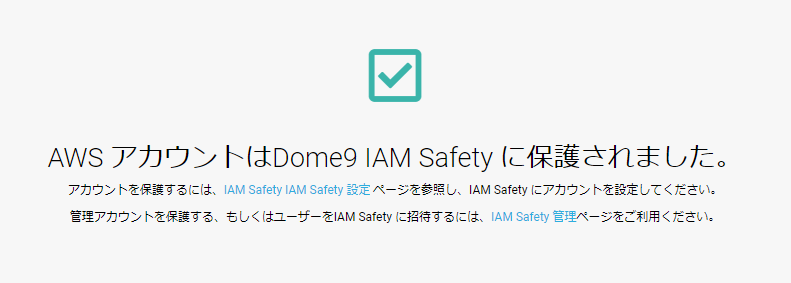 AWS アカウントはDome9 IAM Safety に保護されました。
アカウントを保護するには、IAM Safety IAM Safety 設定 ページを参照し、IAM Safety にアカウントを設定してください。
管理アカウントを保護する、もしくはユーザーをIAM Safety に招待するには、IAM Safety 管理ページをご利用ください。